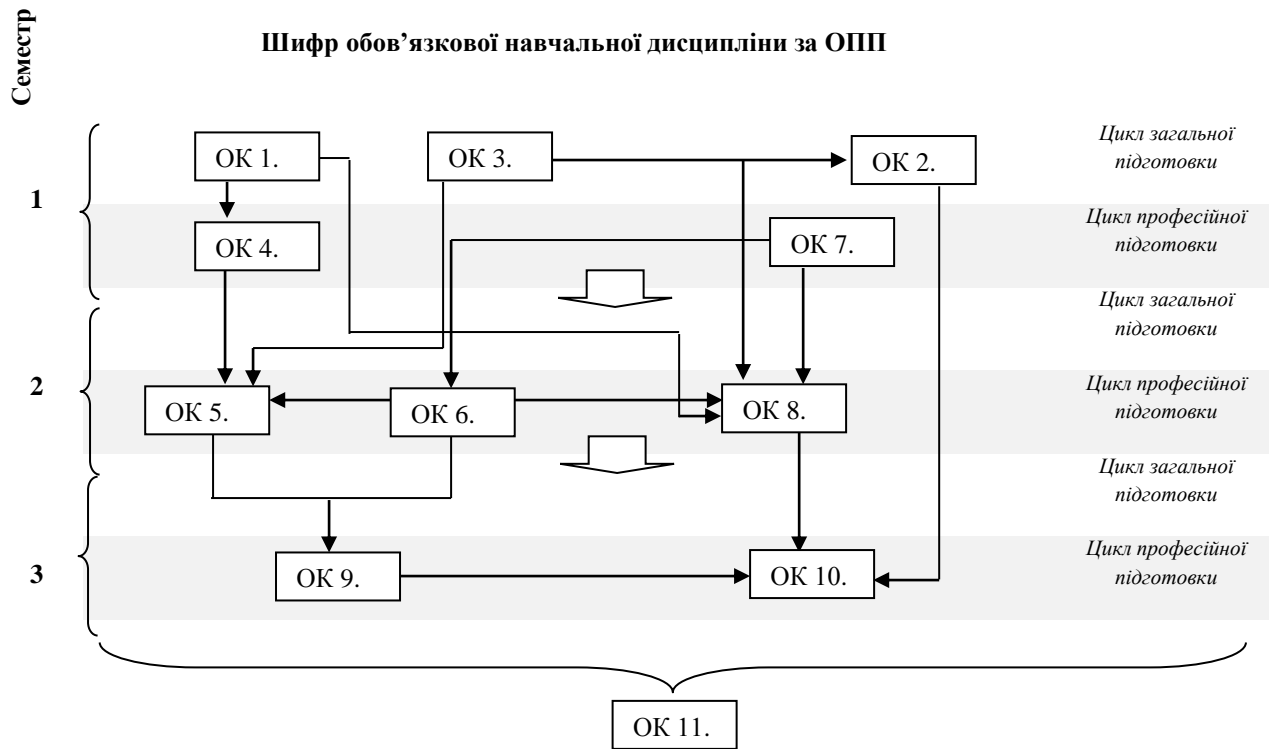 Семестр
Шифр обов’язкової навчальної дисципліни за ОПП
ОК 1.
ОК 3.
ОК 2.
Цикл загальної
підготовки
1
ОК 4.
ОК 7.
Цикл професійної
підготовки
Цикл загальної
підготовки
2
ОК 5.
ОК 6.
ОК 8.
Цикл професійної
підготовки
Цикл загальної
підготовки
3
ОК 9.
ОК 10.
Цикл професійної
підготовки
ОК 11.